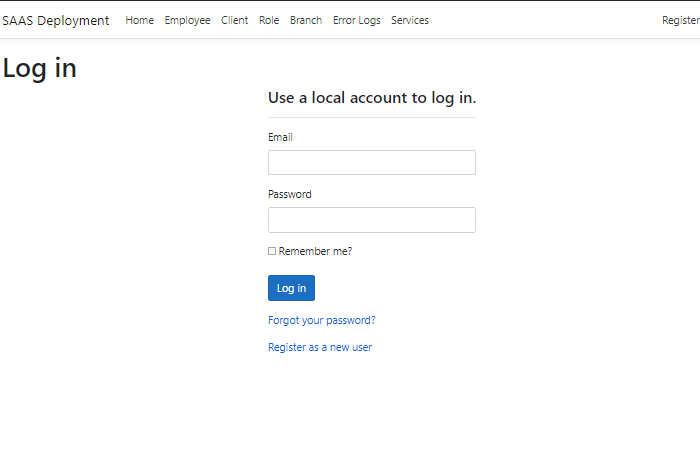 SAAS Deployment Home Employee Client Role Branch Error Logs Services Register
Log in
Use a local account to log in.
Email
Password
Remember me?
Log in
Forgot your password?
Register as a new user